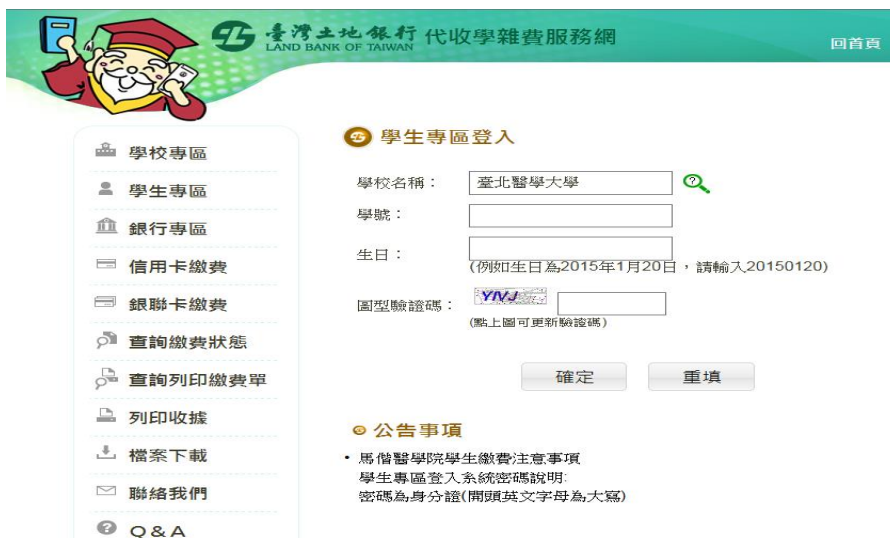 臺灣土地銀行 代收學雜費服務網
LAND BANK OF TAIWAN
回首頁
學校專區
學生專區
銀行專區
信用卡繳費
銀聯卡繳費
查詢繳費狀態
查詢列印繳費單
列印收據
檔案下載
聯絡我們
Q&A
學生專區登入
學校名稱： 臺北醫學大學
學號：
生日：
(例如生日為2015年1月20日，請輸入20150120)
圖型驗證碼： YIVJ
(點上圖可更新驗證碼)
確定 重填
公告事項
• 馬偕醫學院學生繳費注意事項
學生專區登入系統密碼說明:
密碼為身分證(開頭英文字母為大寫)